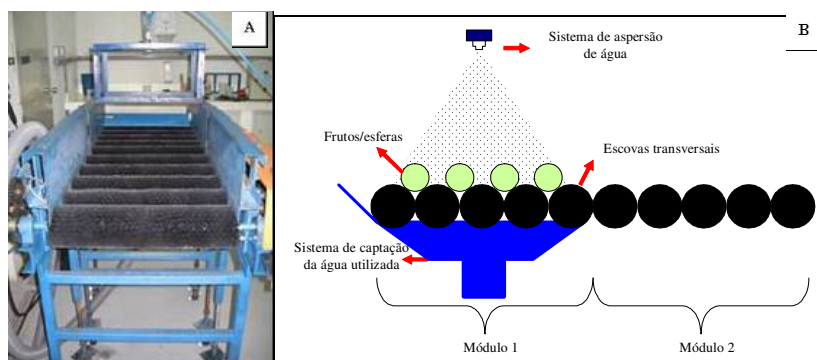 A
B
Sistema de aspersão
de água
Frutos/esferas
Escovas transversais
Sistema de captação
da água utilizada
Módulo 1
Módulo 2